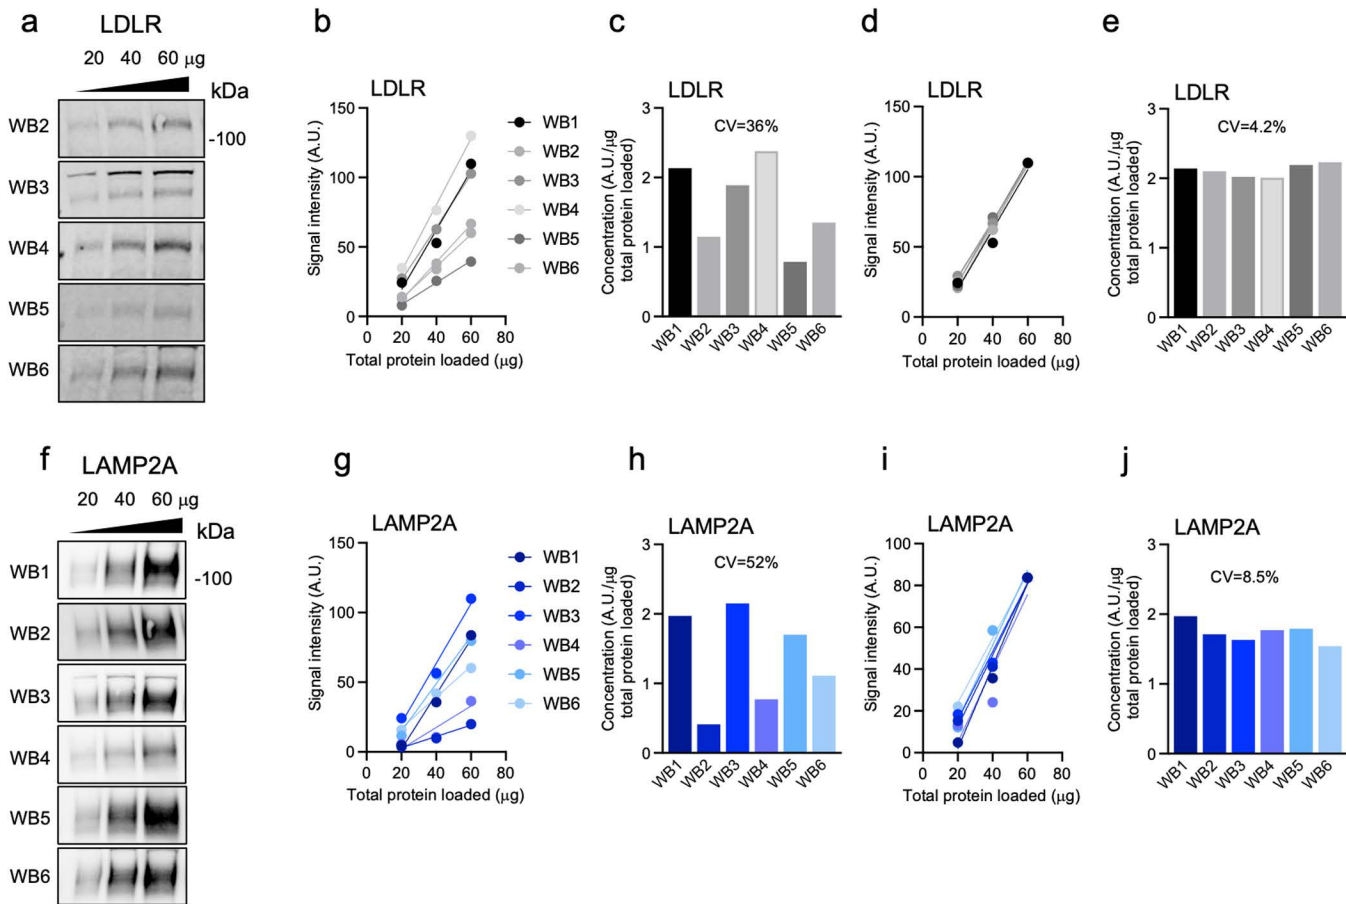 a
LDLR
20 40 60 μg
kDa
WB2
-100
WB3
WB4
WB5
WB6
b
LDLR
Signal intensity (A.U.)
150
100
50
0
0 20 40 60 80
Total protein loaded (μg)
WB1
WB2
WB3
WB4
WB5
WB6
c
LDLR
CV=36%
Concentration (A.U./μg
total protein loaded)
3
2
1
0
WB1 WB2 WB3 WB4 WB5 WB6
d
LDLR
Signal intensity (A.U.)
150
100
50
0
0 20 40 60 80
Total protein loaded (μg)
e
LDLR
CV=4.2%
Concentration (A.U./μg
total protein loaded)
3
2
1
0
WB1 WB2 WB3 WB4 WB5 WB6
f
LAMP2A
20 40 60 μg
kDa
WB1
-100
WB2
WB3
WB4
WB5
WB6
g
LAMP2A
Signal intensity (A.U.)
150
100
50
0
0 20 40 60 80
Total protein loaded (μg)
WB1
WB2
WB3
WB4
WB5
WB6
h
LAMP2A
CV=52%
Concentration (A.U./μg
total protein loaded)
3
2
1
0
WB1 WB2 WB3 WB4 WB5 WB6
i
LAMP2A
Signal intensity (A.U.)
100
80
60
40
20
0
0 20 40 60 80
Total protein loaded (μg)
j
LAMP2A
CV=8.5%
Concentration (A.U./μg
total protein loaded)
3
2
1
0
WB1 WB2 WB3 WB4 WB5 WB6